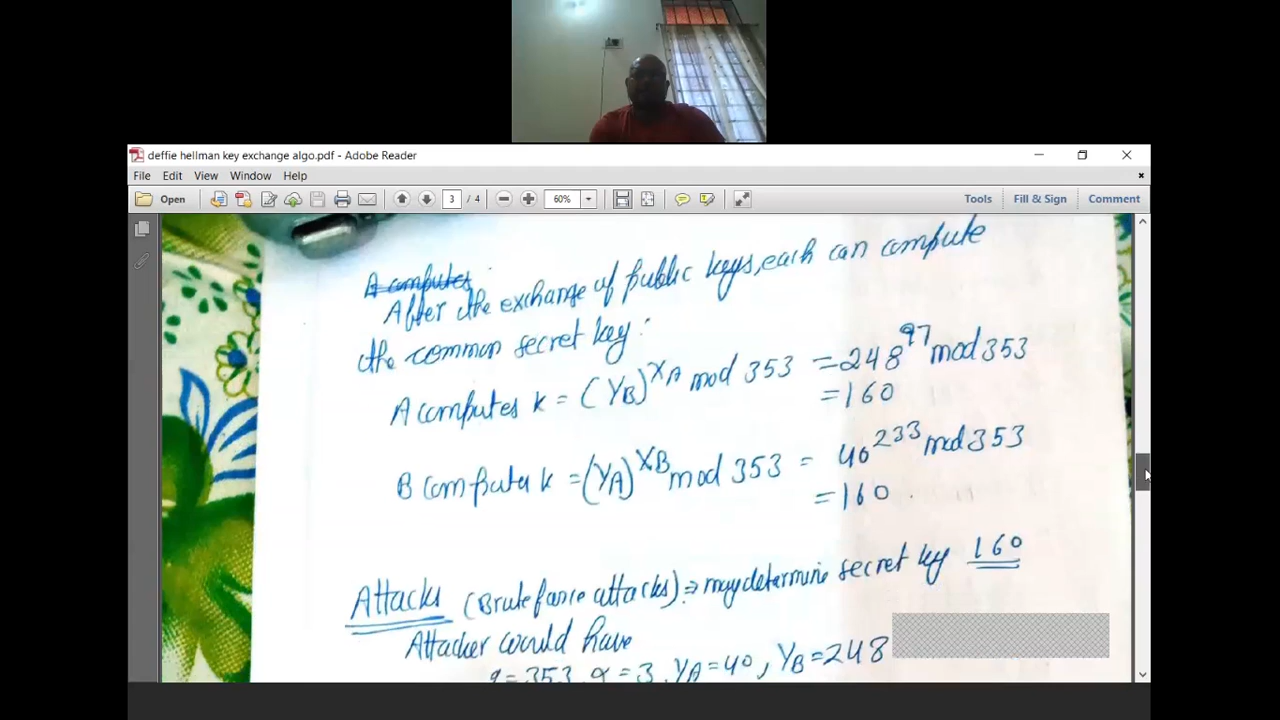 deffie hellman key exchange algo.pdf - Adobe Reader
File Edit View Window Help
Open 3 / 4 60% Tools Fill & Sign Comment
A computes
After the exchange of public keys, each can compute
the common secret key:
A computes k = (YB)^XA mod 353 = 248^97 mod 353
= 160
B computes k = (YA)^XB mod 353 = 40^233 mod 353
= 160
Attacks (Brute force attacks) ⇒ may determine secret key 160
Attacker would have
q = 353, α = 3, YA = 40, YB = 248